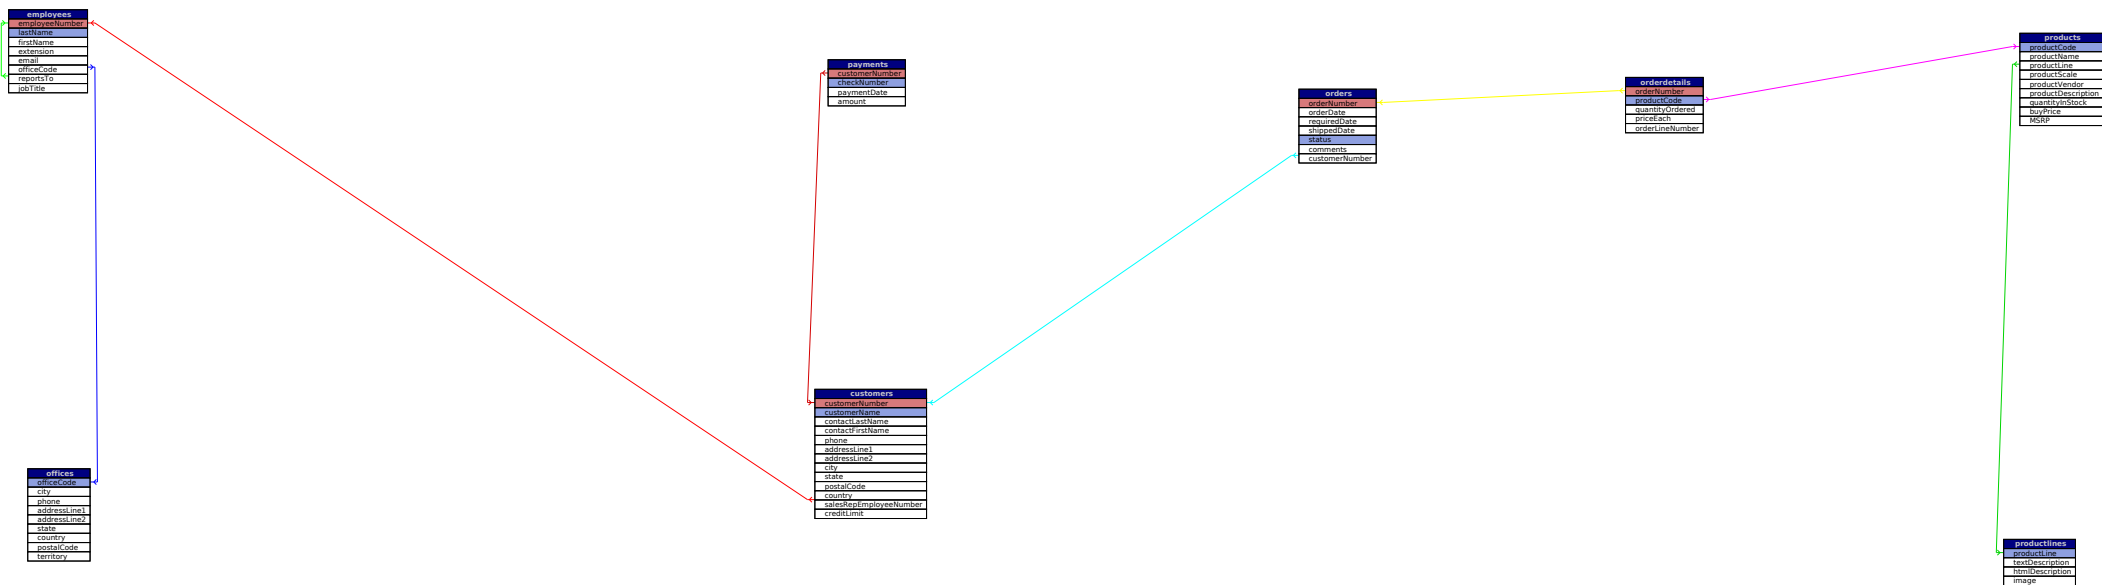 employees
employeeNumber
lastName
firstName
extension
email
officeCode
reportsTo
jobTitle
payments
customerNumber
checkNumber
paymentDate
amount
orders
orderNumber
orderDate
requiredDate
shippedDate
status
comments
customerNumber
orderdetails
orderNumber
productCode
quantityOrdered
priceEach
orderLineNumber
products
productCode
productName
productLine
productScale
productVendor
productDescription
quantityInStock
buyPrice
MSRP
customers
customerNumber
customerName
contactLastName
contactFirstName
phone
addressLine1
addressLine2
city
state
postalCode
country
salesRepEmployeeNumber
creditLimit
offices
officeCode
city
phone
addressLine1
addressLine2
state
country
postalCode
territory
productlines
productLine
textDescription
htmlDescription
image